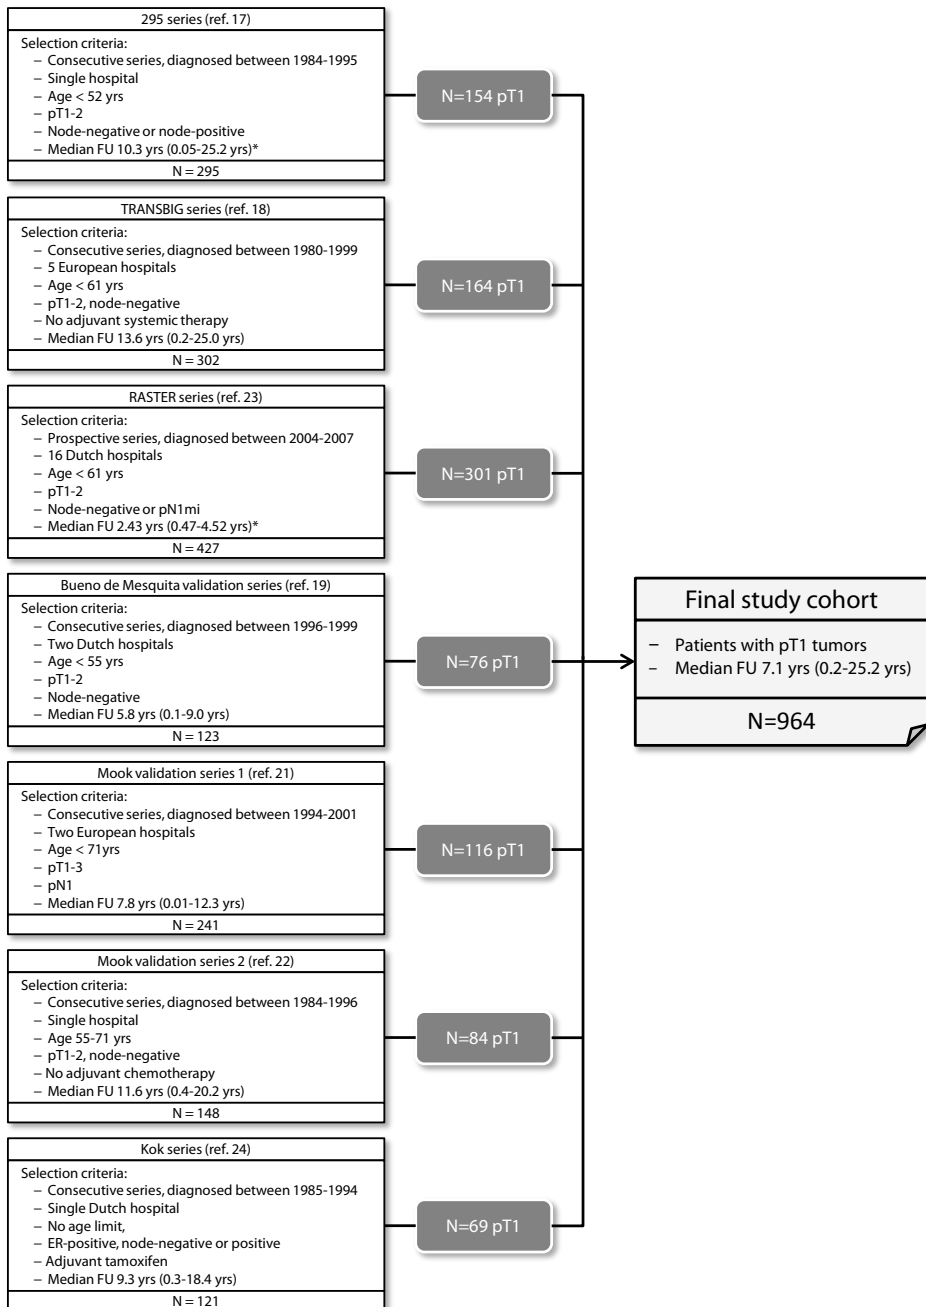 295 series (ref. 17)
Selection criteria:
– Consecutive series, diagnosed between 1984-1995
– Single hospital
– Age < 52 yrs
– pT1-2
– Node-negative or node-positive
– Median FU 10.3 yrs (0.05-25.2 yrs)*
N = 295
N=154 pT1
TRANSBIG series (ref. 18)
Selection criteria:
– Consecutive series, diagnosed between 1980-1999
– 5 European hospitals
– Age < 61 yrs
– pT1-2, node-negative
– No adjuvant systemic therapy
– Median FU 13.6 yrs (0.2-25.0 yrs)
N = 302
N=164 pT1
RASTER series (ref. 23)
Selection criteria:
– Prospective series, diagnosed between 2004-2007
– 16 Dutch hospitals
– Age < 61 yrs
– pT1-2
– Node-negative or pN1mi
– Median FU 2.43 yrs (0.47-4.52 yrs)*
N = 427
N=301 pT1
Bueno de Mesquita validation series (ref. 19)
Selection criteria:
– Consecutive series, diagnosed between 1996-1999
– Two Dutch hospitals
– Age < 55 yrs
– pT1-2
– Node-negative
– Median FU 5.8 yrs (0.1-9.0 yrs)
N = 123
N=76 pT1
Mook validation series 1 (ref. 21)
Selection criteria:
– Consecutive series, diagnosed between 1994-2001
– Two European hospitals
– Age < 71yrs
– pT1-3
– pN1
– Median FU 7.8 yrs (0.01-12.3 yrs)
N = 241
N=116 pT1
Mook validation series 2 (ref. 22)
Selection criteria:
– Consecutive series, diagnosed between 1984-1996
– Single hospital
– Age 55-71 yrs
– pT1-2, node-negative
– No adjuvant chemotherapy
– Median FU 11.6 yrs (0.4-20.2 yrs)
N = 148
N=84 pT1
Kok series (ref. 24)
Selection criteria:
– Consecutive series, diagnosed between 1985-1994
– Single Dutch hospital
– No age limit,
– ER-positive, node-negative or positive
– Adjuvant tamoxifen
– Median FU 9.3 yrs (0.3-18.4 yrs)
N = 121
N=69 pT1
Final study cohort
– Patients with pT1 tumors
– Median FU 7.1 yrs (0.2-25.2 yrs)
N=964